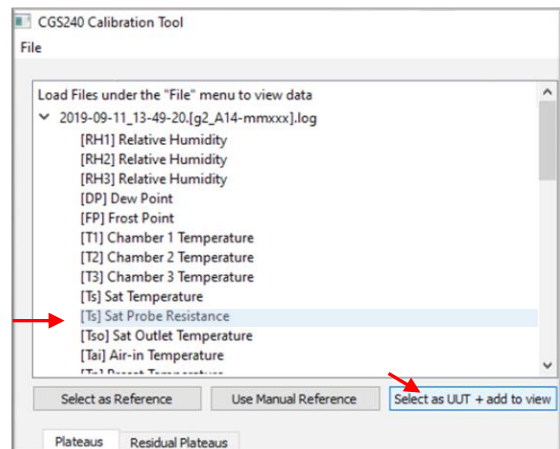 CGS240 Calibration Tool
File
Load Files under the "File" menu to view data
2019-09-11_13-49-20.[g2_A14-mmxxx].log
[RH1] Relative Humidity
[RH2] Relative Humidity
[RH3] Relative Humidity
[DP] Dew Point
[FP] Frost Point
[T1] Chamber 1 Temperature
[T2] Chamber 2 Temperature
[T3] Chamber 3 Temperature
[Ts] Sat Temperature
[Ts] Sat Probe Resistance
[Tso] Sat Outlet Temperature
[Tai] Air-in Temperature
Select as Reference
Use Manual Reference
Select as UUT + add to view
Plateaus
Residual Plateaus